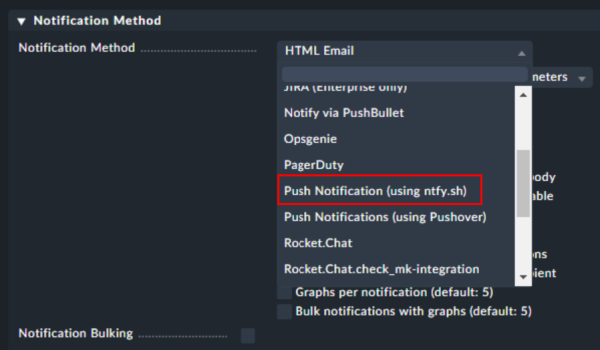 Notification Method
Notification Method
HTML Email
JIRA (Enterprise only)
meters
Notify via PushBullet
Opsgenie
PagerDuty
ody
Push Notification (using ntfy.sh)
able
Push Notifications (using Pushover)
Rocket.Chat
ons
Rocket.Chat.check_mk-integration
pient
Graphs per notification (default: 5)
Bulk notifications with graphs (default: 5)
Notification Bulking